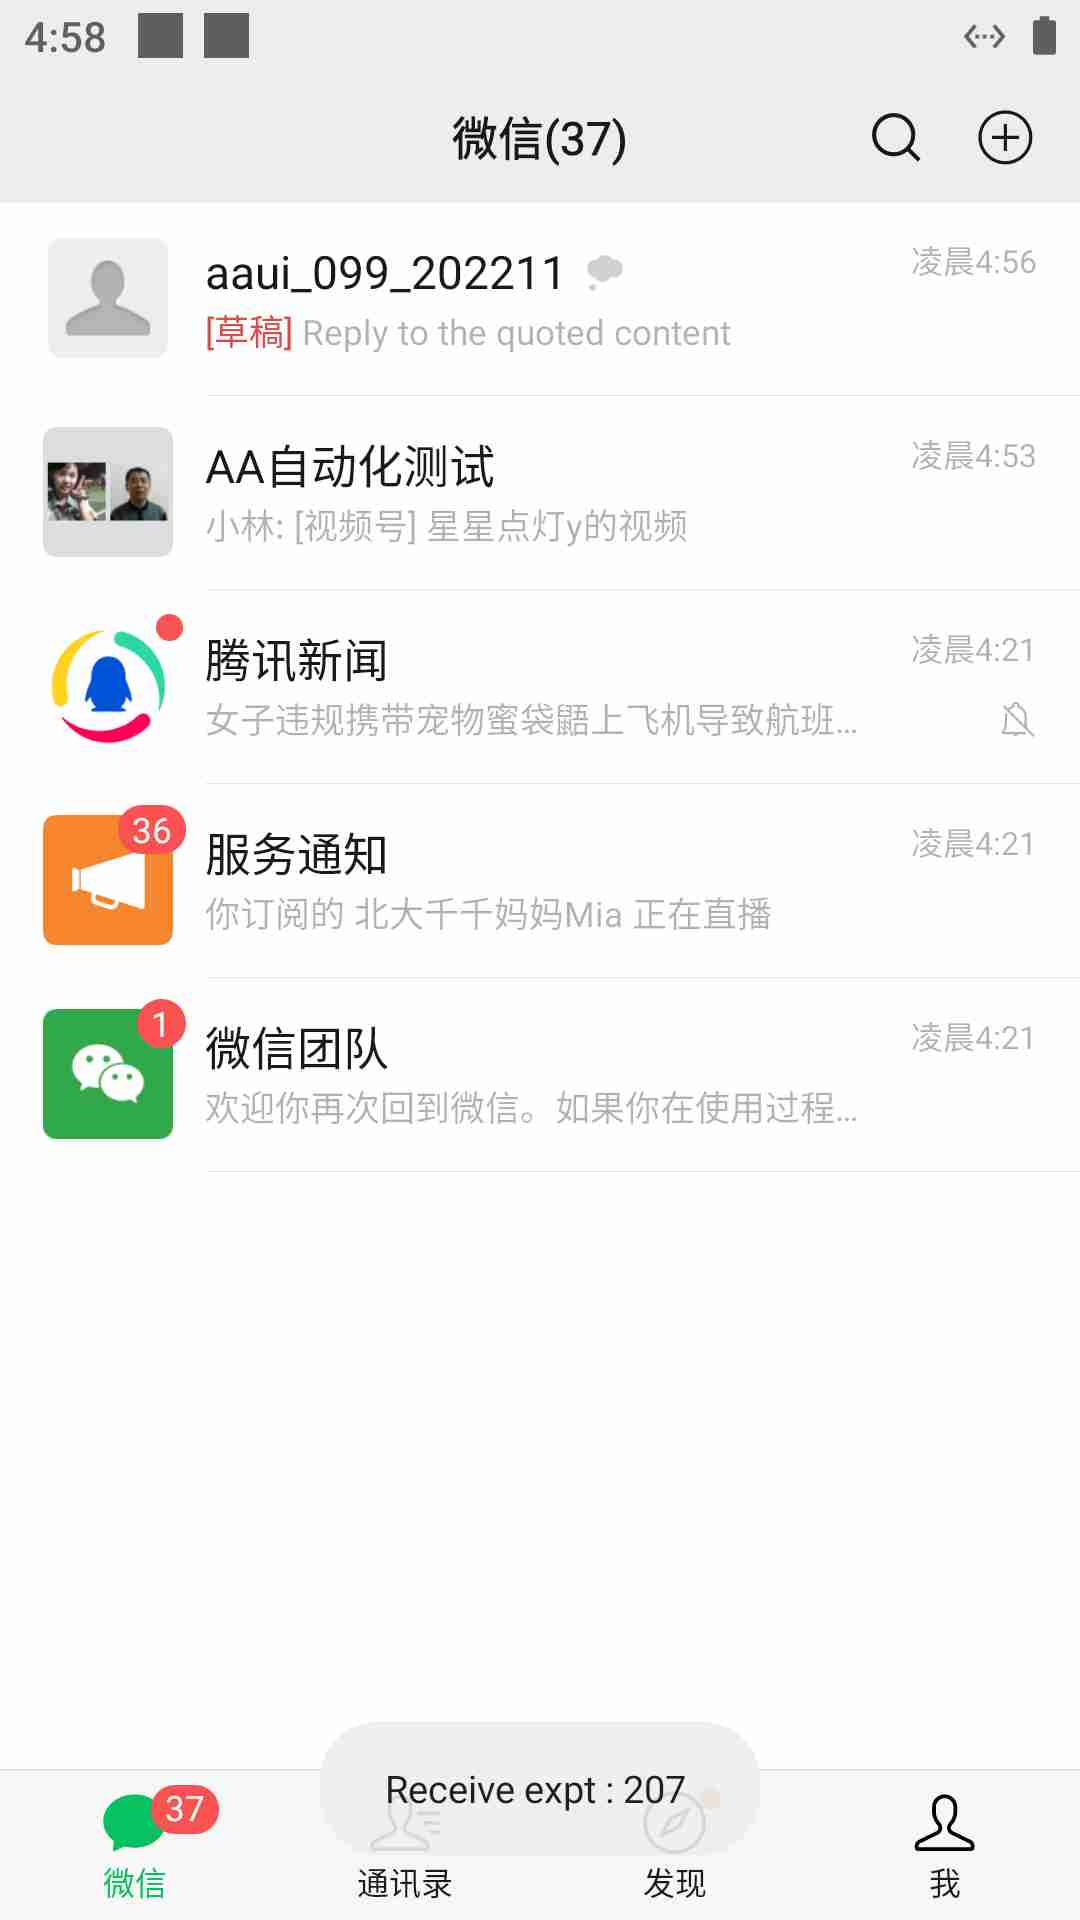 4:58
微信(37)
aaui_099_202211
凌晨4:56
[草稿] Reply to the quoted content
AA自动化测试
凌晨4:53
小林: [视频号] 星星点灯y的视频
腾讯新闻
凌晨4:21
女子违规携带宠物蜜袋鼯上飞机导致航班...
36
服务通知
凌晨4:21
你订阅的 北大千千妈妈Mia 正在直播
1
微信团队
凌晨4:21
欢迎你再次回到微信。如果你在使用过程...
Receive expt : 207
37
微信
通讯录
发现
我